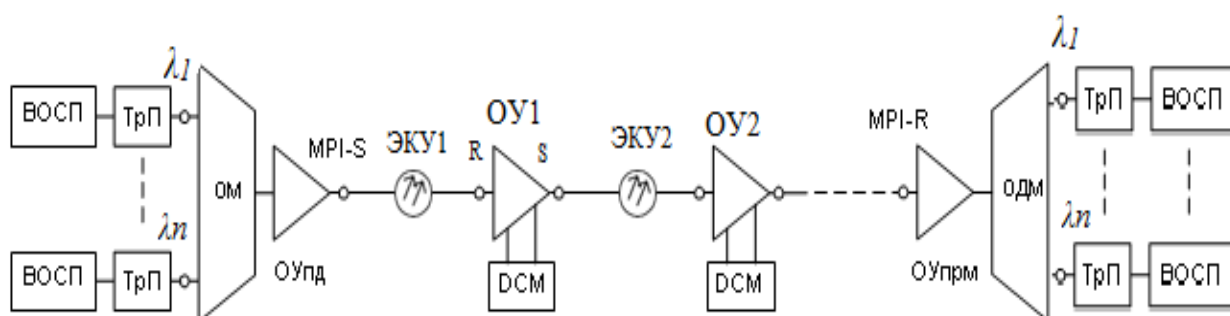 λ1
ВОСП
ТрП
ОМ
ОУпд
MPI-S
ЭКУ1
R
ОУ1
S
DCM
ЭКУ2
ОУ2
DCM
MPI-R
ОУпрм
ОДМ
λ1
ТрП
ВОСП
λn
ВОСП
ТрП
λn
ТрП
ВОСП